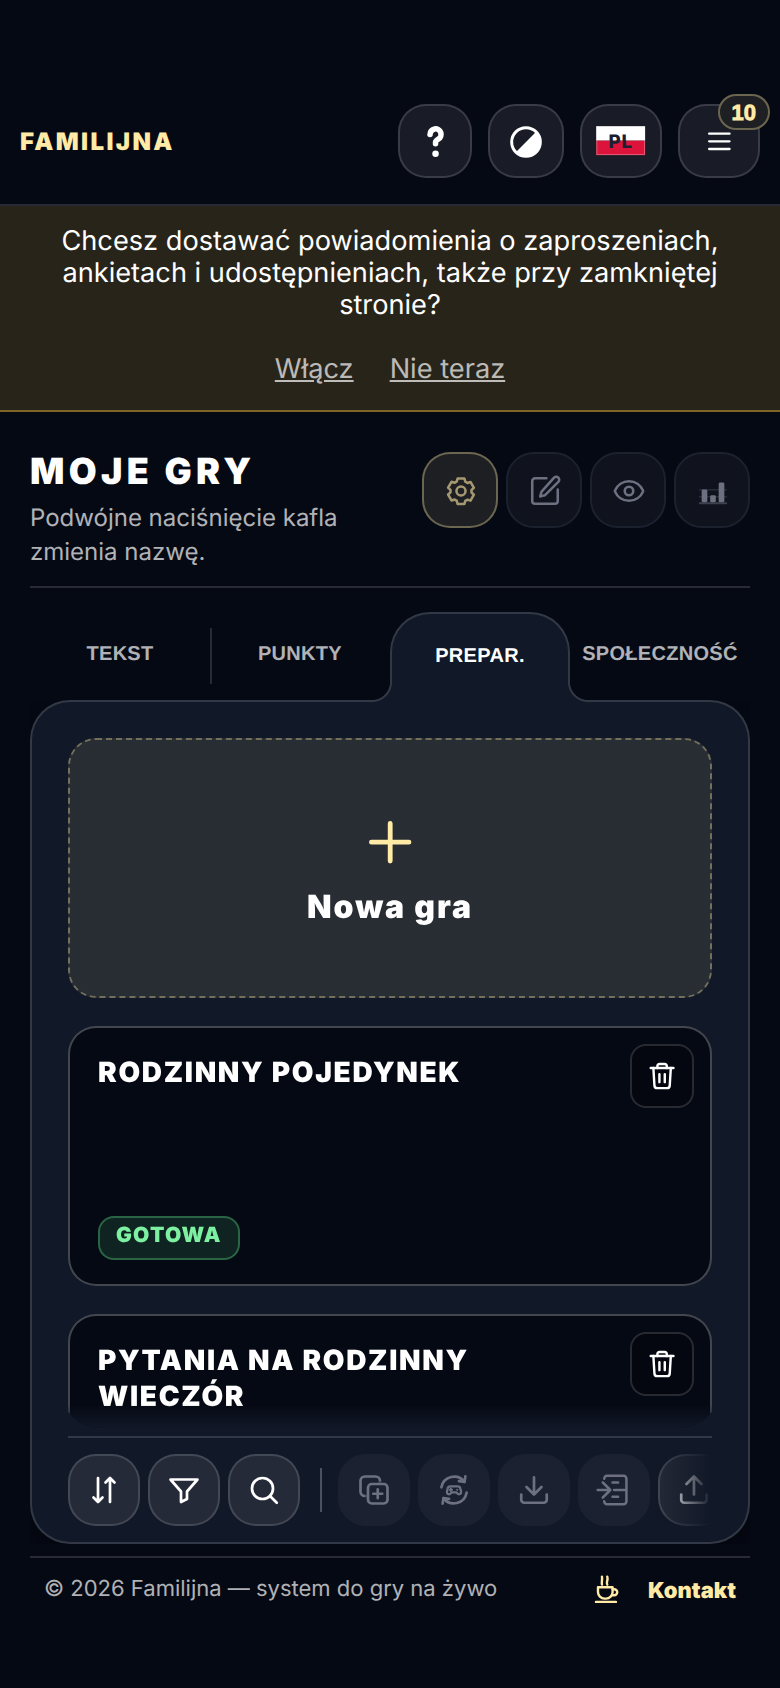 FAMILIJNA
?
PL
10
Chcesz dostawać powiadomienia o zaproszeniach,
ankietach i udostępnieniach, także przy zamkniętej
stronie?
Włącz Nie teraz
MOJE GRY
Podwójne naciśnięcie kafla
zmienia nazwę.
TEKST PUNKTY PREPAR. SPOŁECZNOŚĆ
Nowa gra
RODZINNY POJEDYNEK
GOTOWA
PYTANIA NA RODZINNY
WIECZÓR
© 2026 Familijna — system do gry na żywo
Kontakt